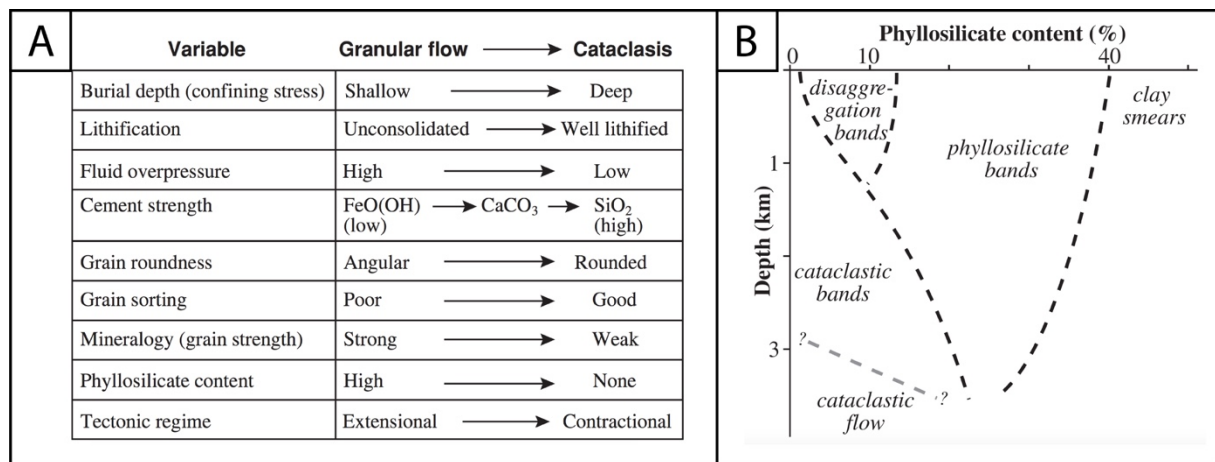 A
Variable Granular flow → Cataclasis
Burial depth (confining stress) Shallow → Deep
Lithification Unconsolidated → Well lithified
Fluid overpressure High → Low
Cement strength FeO(OH) → CaCO₃ → SiO₂
(low) (high)
Grain roundness Angular → Rounded
Grain sorting Poor → Good
Mineralogy (grain strength) Strong → Weak
Phyllosilicate content High → None
Tectonic regime Extensional → Contractional
B
Phyllosilicate content (%)
0 10 40
disaggre-
gation
bands
clay
smears
phyllosilicate
bands
1
Depth (km)
cataclastic
bands
3
?
?
cataclastic
flow